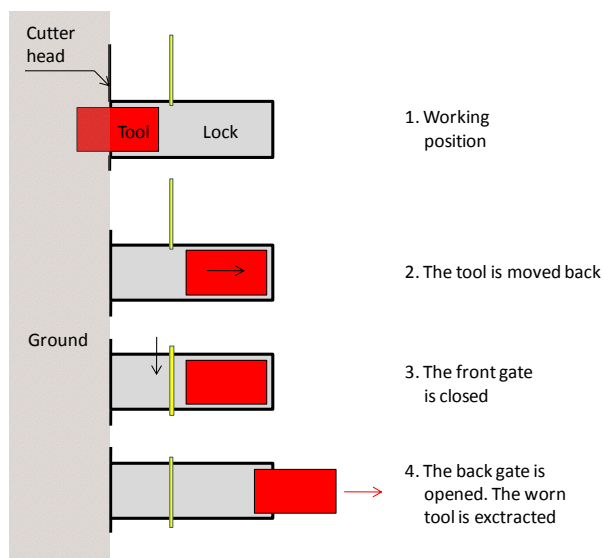 Cutter
head
Tool
Lock
1. Working
position
2. The tool is moved back
Ground
3. The front gate
is closed
4. The back gate is
opened. The worn
tool is exctracted